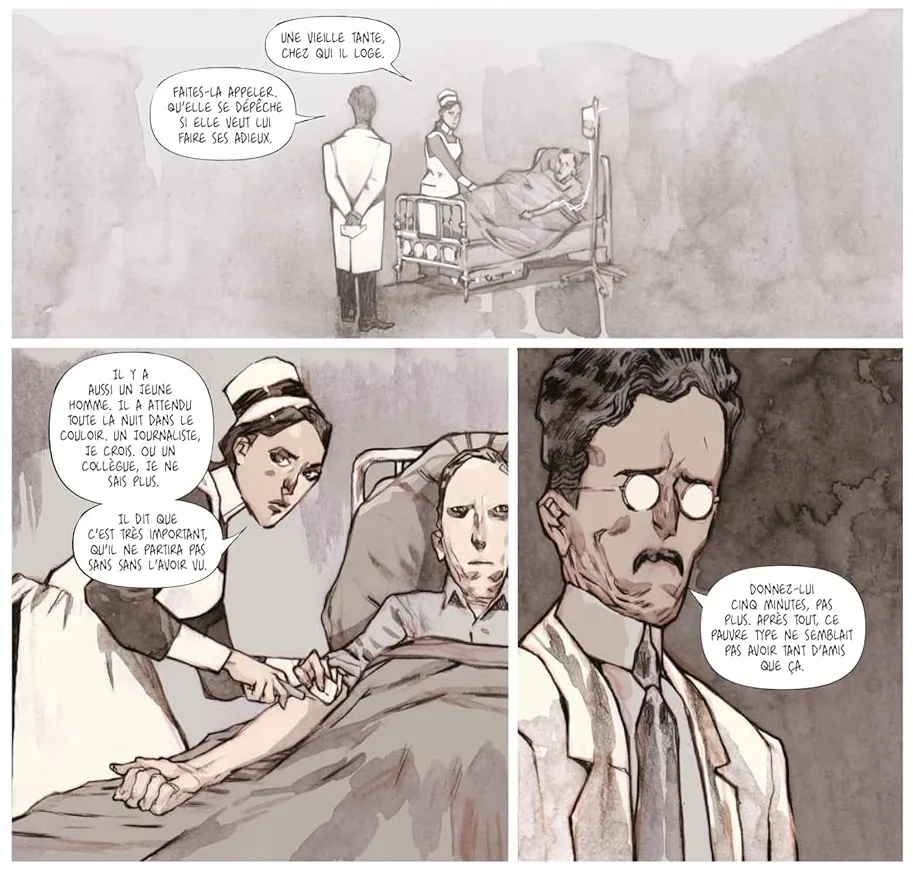 UNE VIEILLE TANTE,
CHEZ QUI IL LOGE.
FAITES-LA APPELER.
QU'ELLE SE DÉPÊCHE
SI ELLE VEUT LUI
FAIRE SES ADIEUX.
IL Y A
AUSSI UN JEUNE
HOMME. IL A ATTENDU
TOUTE LA NUIT DANS LE
COULOIR. UN JOURNALISTE,
JE CROIS. OU UN
COLLÈGUE, JE NE
SAIS PLUS.
IL DIT QUE
C'EST TRÈS IMPORTANT,
QU'IL NE PARTIRA PAS
SANS SANS L'AVOIR VU.
DONNEZ-LUI
CINQ MINUTES, PAS
PLUS. APRÈS TOUT, CE
PAUVRE TYPE NE SEMBLAIT
PAS AVOIR TANT D'AMIS
QUE ÇA.